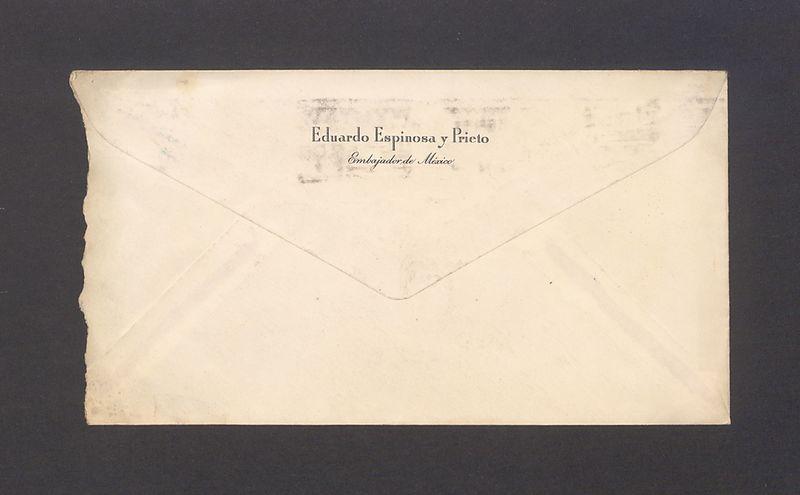 Eduardo Espinosa y Prieto
Embajador de México